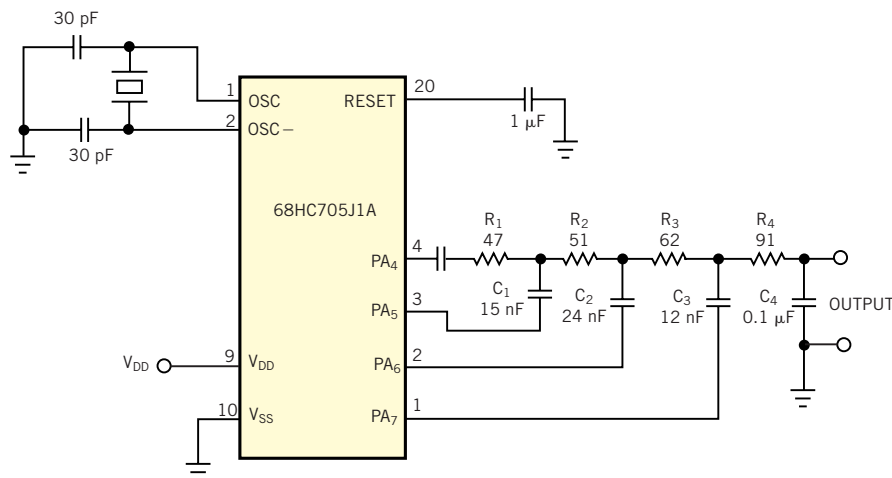 30 pF
30 pF
1
OSC
2
OSC –
RESET
20
1 µF
68HC705J1A
PA4
4
PA5
3
PA6
2
PA7
1
VDD
9
VDD
10
VSS
R1
47
R2
51
R3
62
R4
91
C1
15 nF
C2
24 nF
C3
12 nF
C4
0.1 µF
OUTPUT